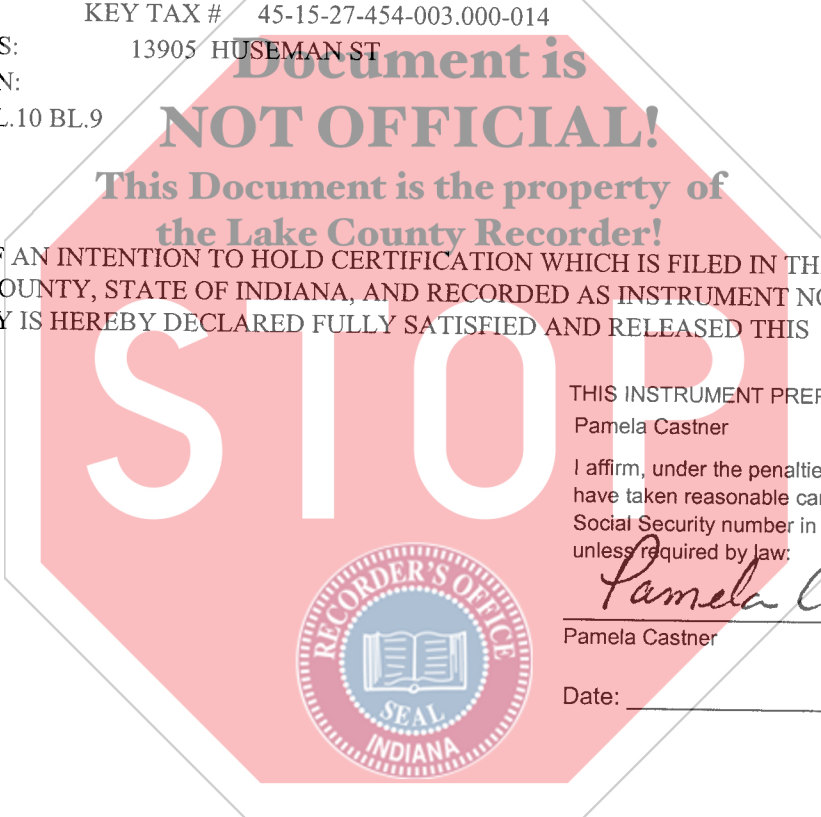 KEY TAX # 45-15-27-454-003.000-014
S: 13905 HUSEMAN ST
N:
L.10 BL.9
Document is
NOT OFFICIAL!
This Document is the property of
the Lake County Recorder!
F AN INTENTION TO HOLD CERTIFICATION WHICH IS FILED IN TH
OUNTY, STATE OF INDIANA, AND RECORDED AS INSTRUMENT NO
Y IS HEREBY DECLARED FULLY SATISFIED AND RELEASED THIS
STOP
THIS INSTRUMENT PREP
Pamela Castner
I affirm, under the penaltie
have taken reasonable car
Social Security number in
unless required by law:
Pamela C
Pamela Castner
Date:
RECORDER'S OFFICE
SEAL
INDIANA